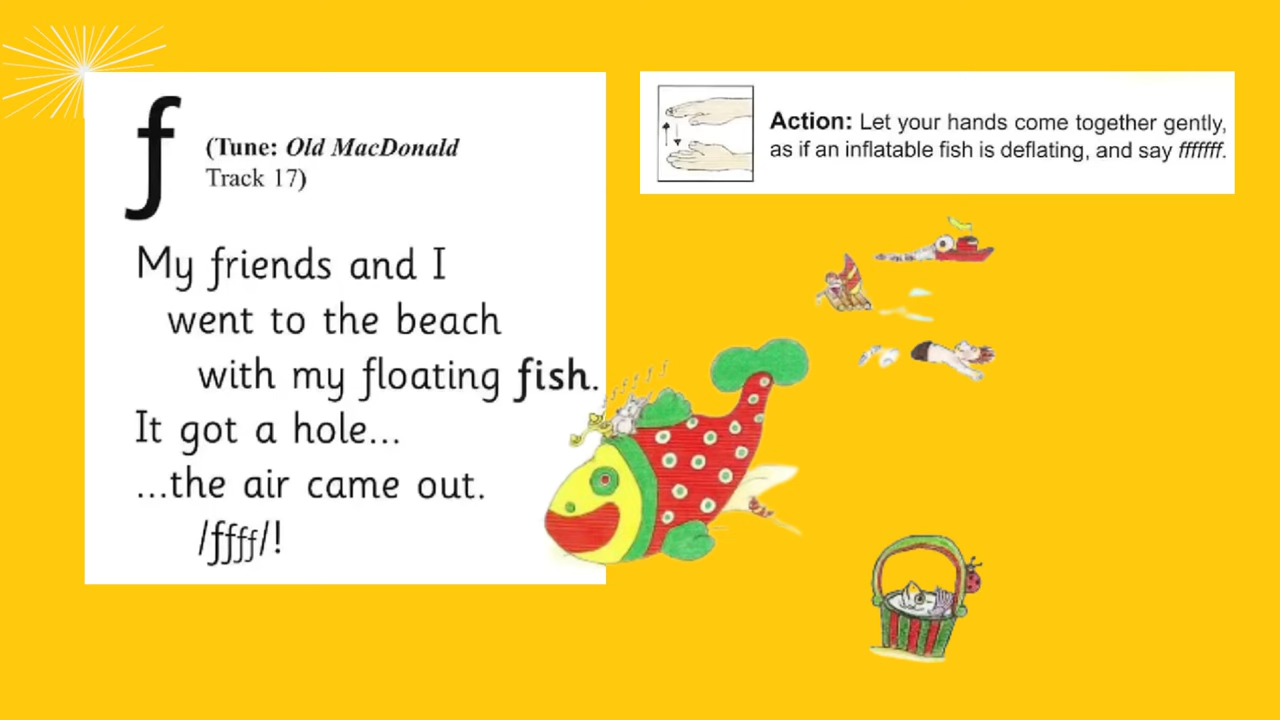 f
(Tune: Old MacDonald
Track 17)
My friends and I
went to the beach
with my floating fish.
It got a hole...
...the air came out.
/ffff/!
Action: Let your hands come together gently,
as if an inflatable fish is deflating, and say fffffff.